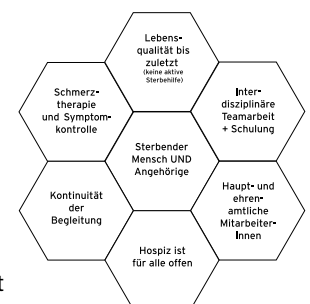 Lebens-
qualität bis
zuletzt
(keine aktive
Sterbehilfe)
Schmerz-
therapie
und Symptom-
kontrolle
Inter-
disziplinäre
Teamarbeit
+ Schulung
Sterbender
Mensch UND
Angehörige
Kontinuität
der
Begleitung
Haupt- und
ehren-
amtliche
Mitarbeiter-
Innen
Hospiz ist
für alle offen
t